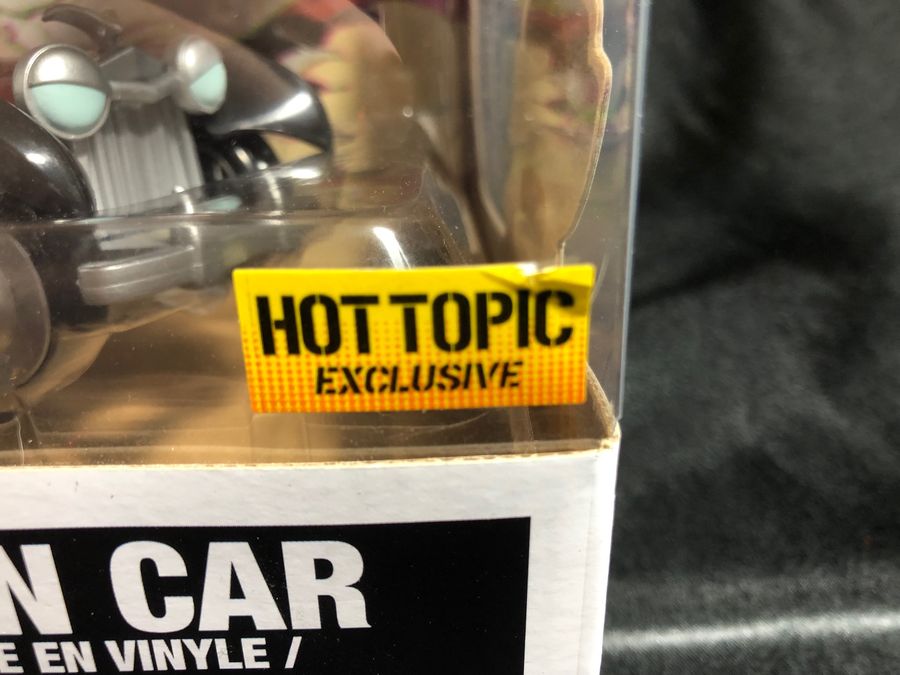 HOT TOPIC
EXCLUSIVE
N CAR
E EN VINYLE /